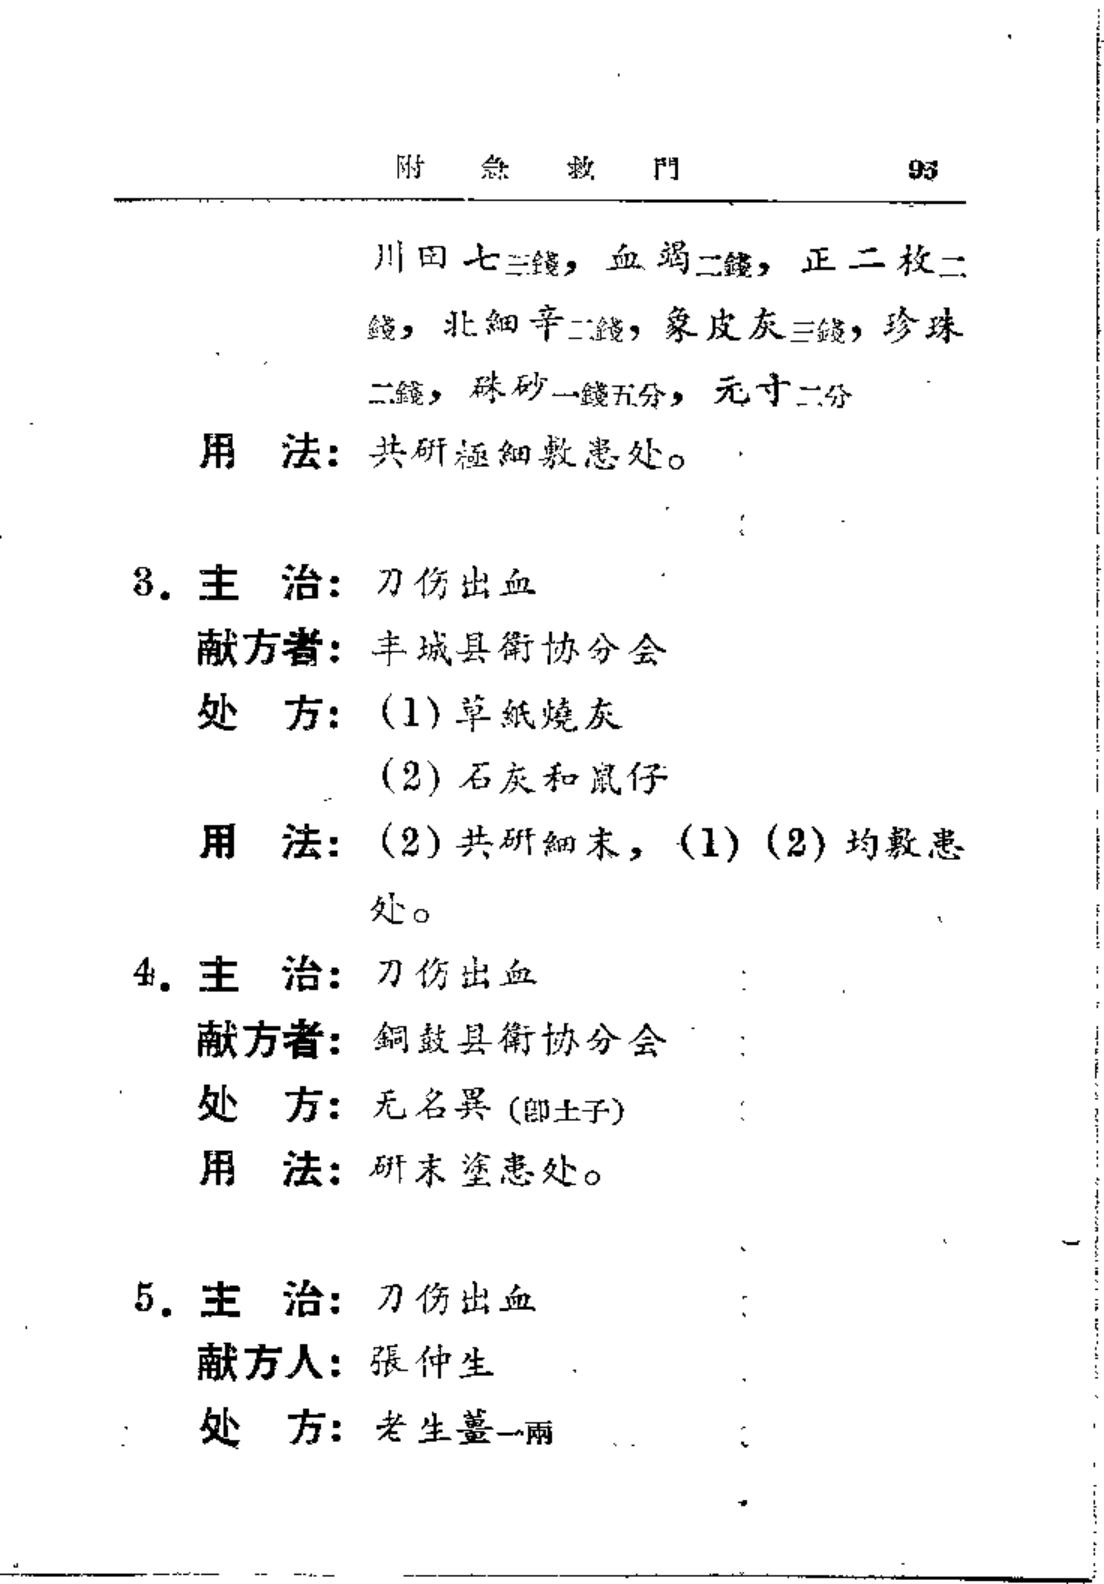 附急救門 95
川田七三錢，血竭二錢，正二枚二
錢，北細辛二錢，象皮灰三錢，珍珠
二錢，硃砂一錢五分，元寸二分
用　法：共研極細敷患处。
3．主　治：刀伤出血
献方者：丰城县衛协分会
处　方：(1)草紙燒灰
(2)石灰和鼠仔
用　法：(2)共研細末，(1)(2)均敷患
处。
4．主　治：刀伤出血
献方者：銅鼓县衛协分会
处　方：无名異(卽土子)
用　法：研末塗患处。
5．主　治：刀伤出血
献方人：張仲生
处　方：老生薑一兩